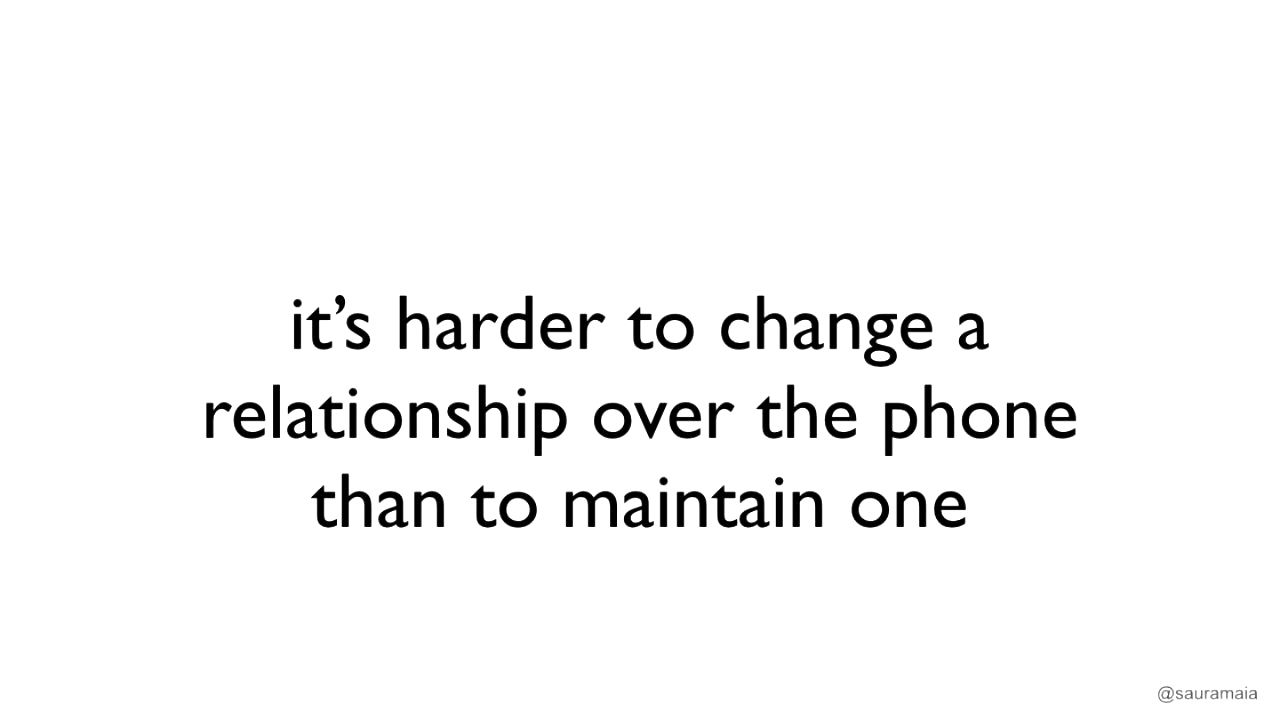 it’s harder to change a
relationship over the phone
than to maintain one
@sauramaia